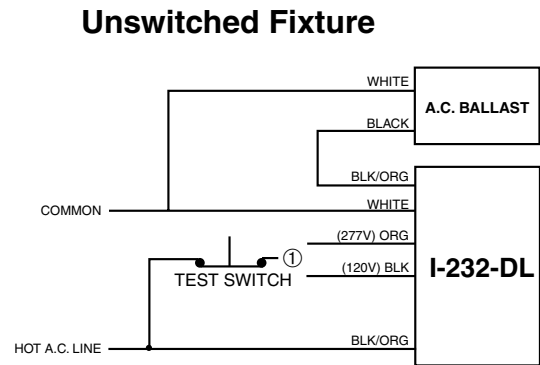 Unswitched Fixture
WHITE
A.C. BALLAST
BLACK
BLK/ORG
WHITE
COMMON
(277V) ORG
①
I-232-DL
(120V) BLK
TEST SWITCH
BLK/ORG
HOT A.C. LINE